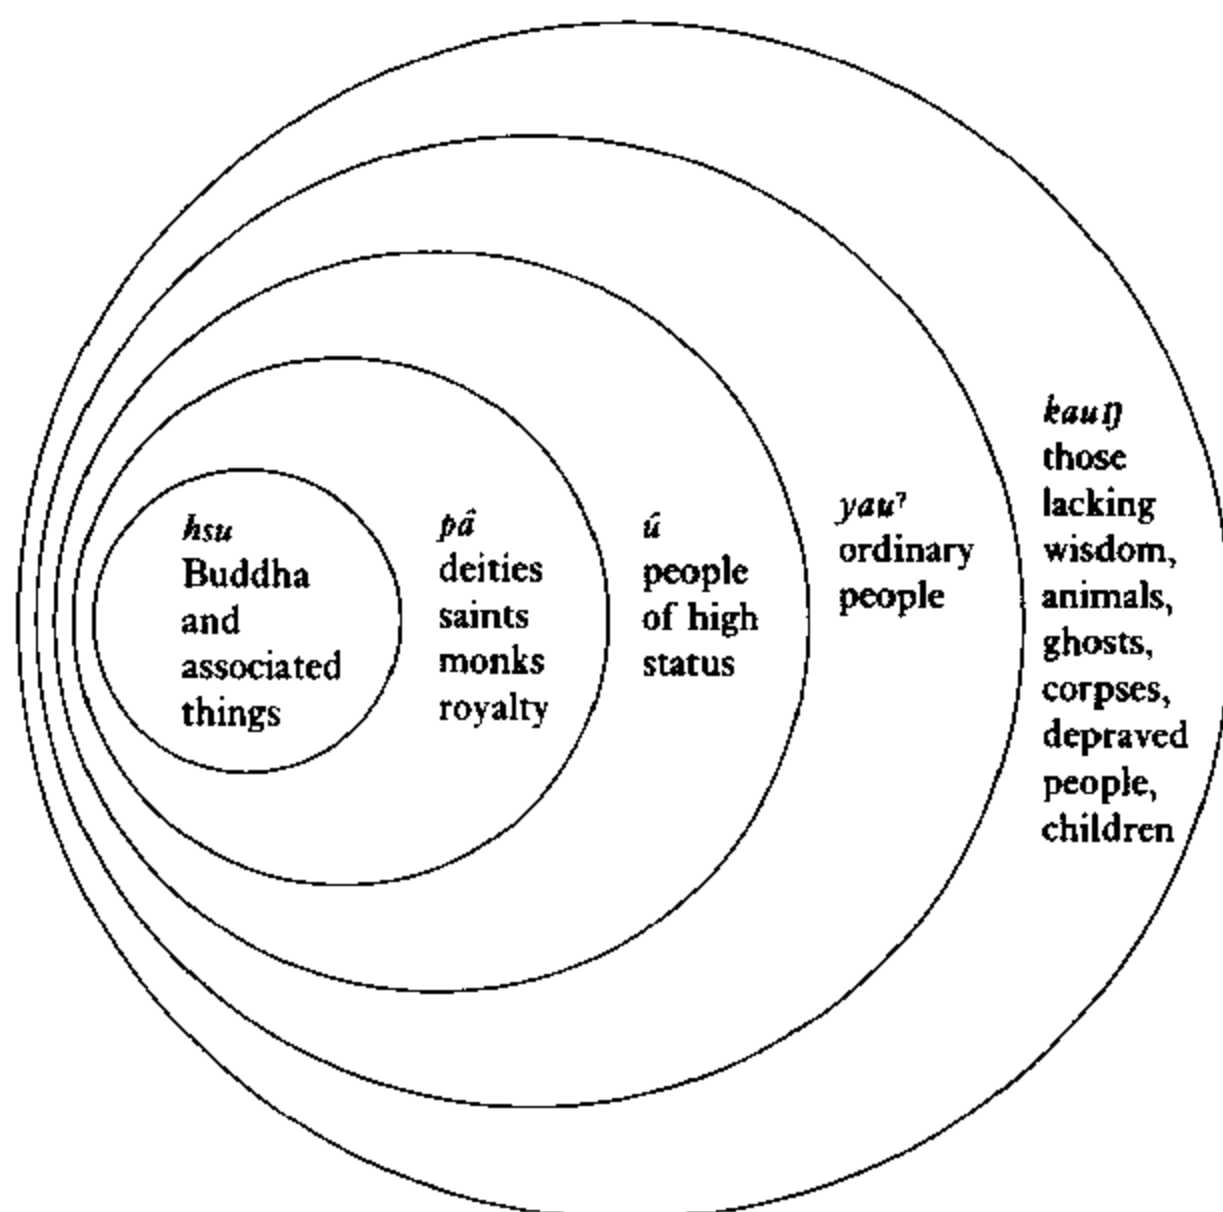 hsu
Buddha
and
associated
things
pâ
deities
saints
monks
royalty
û
people
of high
status
yauˀ
ordinary
people
kauŋ
those
lacking
wisdom,
animals,
ghosts,
corpses,
depraved
people,
children